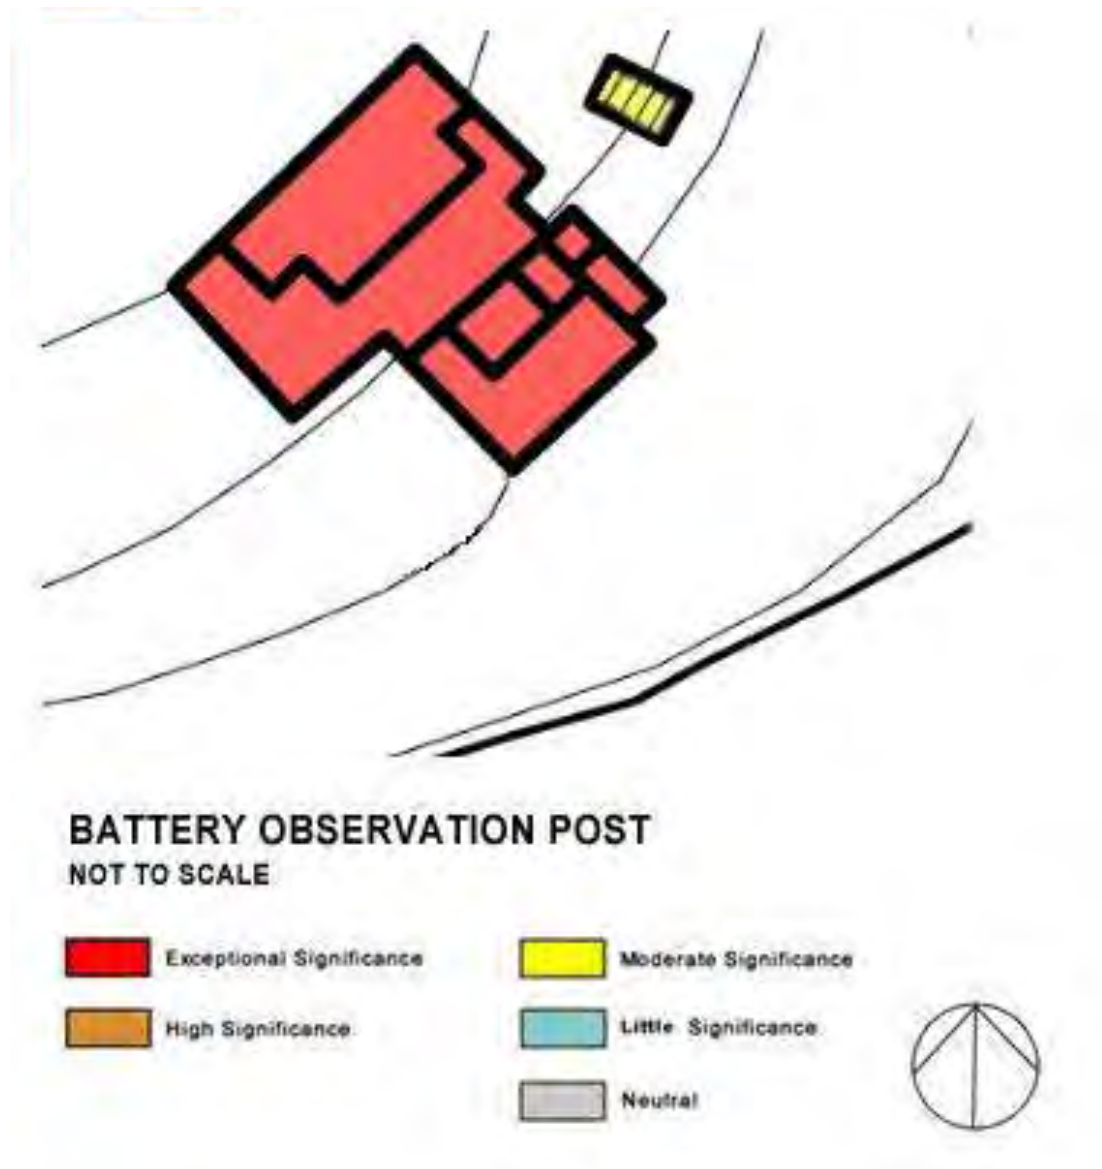 BATTERY OBSERVATION POST
NOT TO SCALE
Exceptional Significance
High Significance
Moderate Significance
Little Significance
Neutral